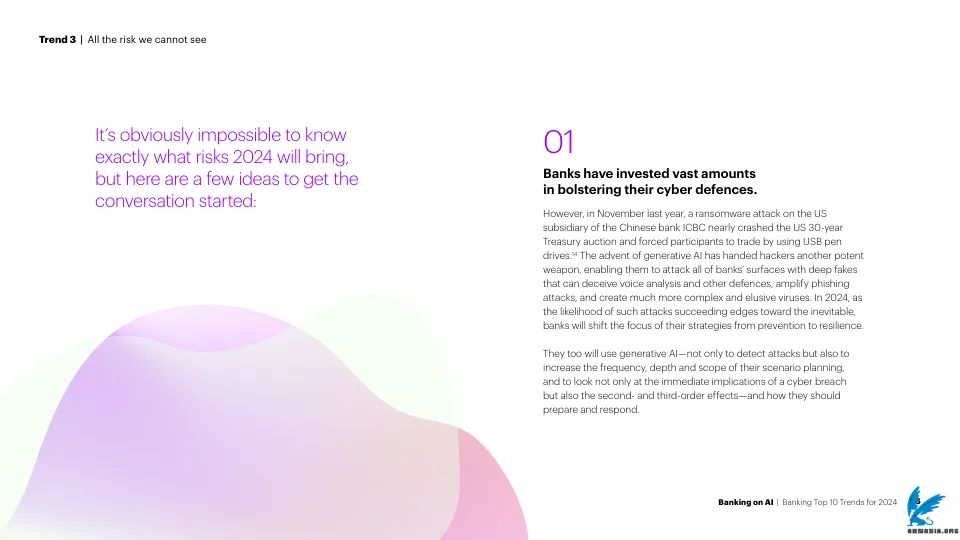 Trend 3 | All the risk we cannot see
It’s obviously impossible to know
exactly what risks 2024 will bring,
but here are a few ideas to get the
conversation started:
01
Banks have invested vast amounts
in bolstering their cyber defences.
However, in November last year, a ransomware attack on the US
subsidiary of the Chinese bank ICBC nearly crashed the US 30-year
Treasury auction and forced participants to trade by using USB pen
drives.¹⁴ The advent of generative AI has handed hackers another potent
weapon, enabling them to attack all of banks’ surfaces with deep fakes
that can deceive voice analysis and other defences, amplify phishing
attacks, and create much more complex and elusive viruses. In 2024, as
the likelihood of such attacks succeeding edges toward the inevitable,
banks will shift the focus of their strategies from prevention to resilience.
They too will use generative AI—not only to detect attacks but also to
increase the frequency, depth and scope of their scenario planning,
and to look not only at the immediate implications of a cyber breach
but also the second- and third-order effects—and how they should
prepare and respond.
Banking on AI | Banking Top 10 Trends for 2024
ABNASIA.ORG